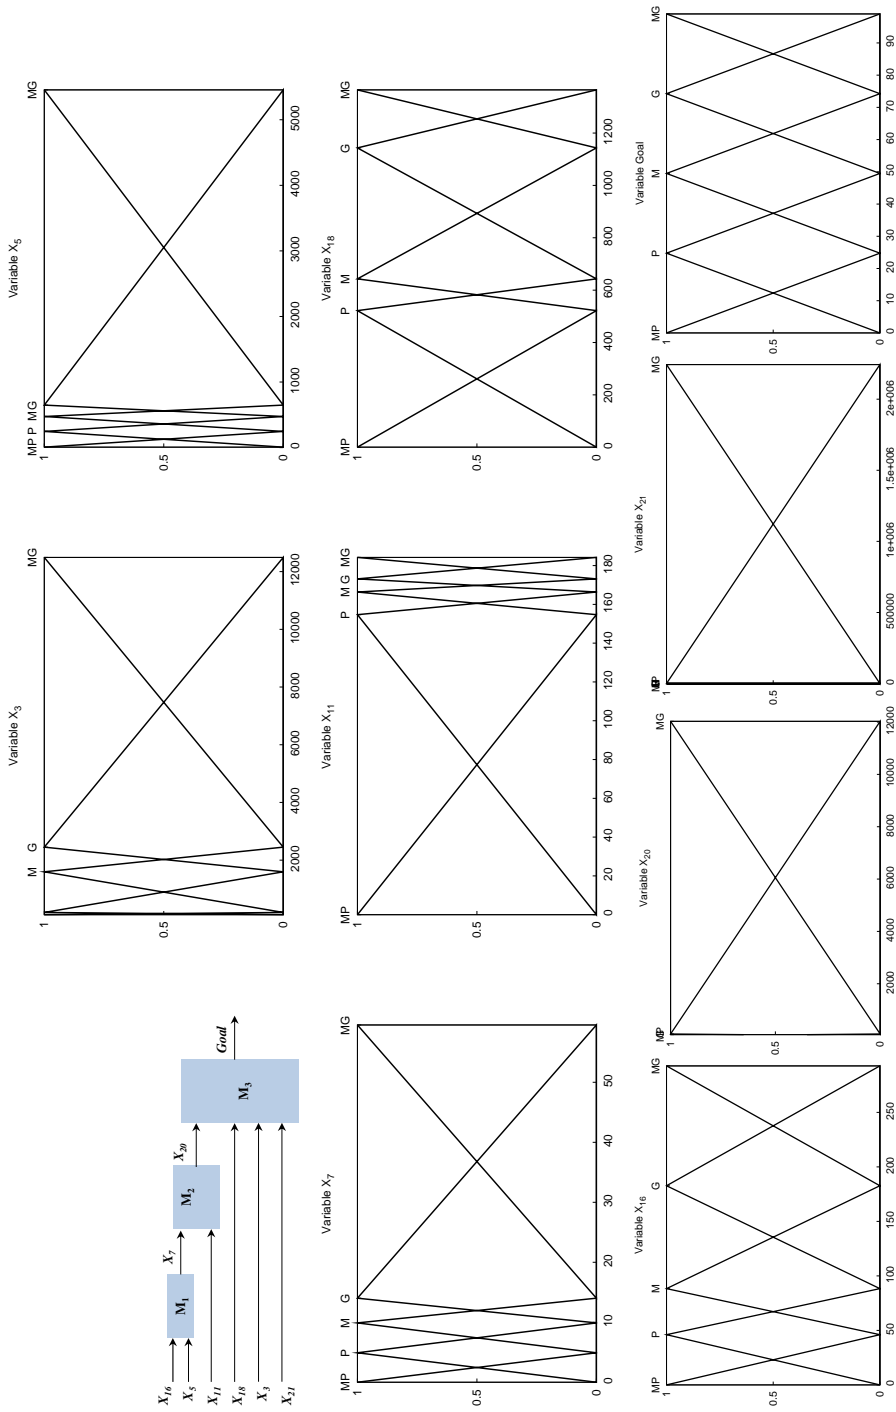 X16
X5
X11
X18
X3
X21
M1
X7
M2
X20
M3
Goal
Variable X3
M G MG
1
0.5
0
2000 4000 6000 8000 10000 12000
Variable X5
MP P M G MG
1
0.5
0
0 1000 2000 3000 4000 5000
Variable X7
MP P M G MG
1
0.5
0
0 10 20 30 40 50
Variable X11
MP P M G MG
1
0.5
0
0 20 40 60 80 100 120 140 160 180
Variable X18
MP P M G MG
1
0.5
0
0 200 400 600 800 1000 1200
Variable X16
MP P M G MG
1
0.5
0
0 50 100 150 200 250
Variable X20
MG
1
0.5
0
2000 4000 6000 8000 10000 12000
Variable X21
MG
1
0.5
0
0 500000 1e+006 1.5e+006 2e+006
Variable Goal
MP P M G MG
1
0.5
0
0 10 20 30 40 50 60 70 80 90